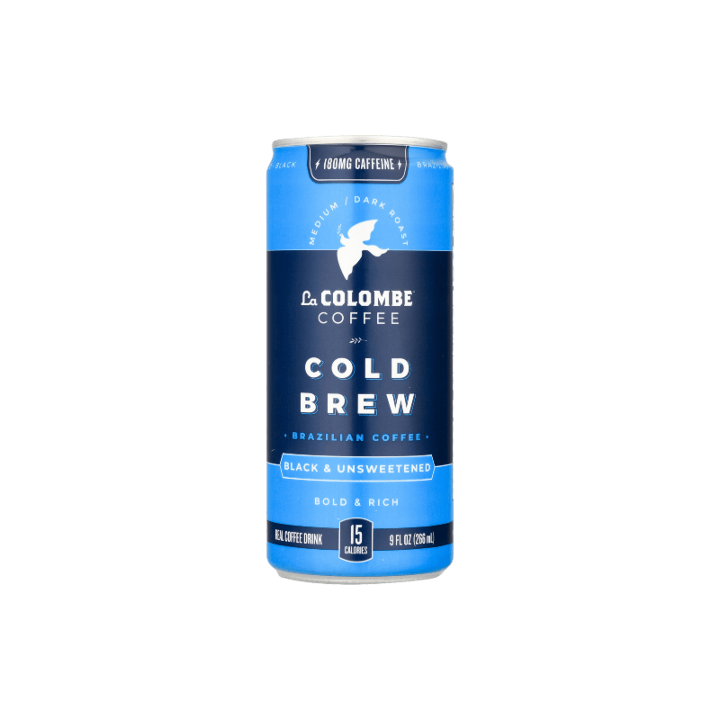 BLACK
180MG CAFFEINE
MEDIUM / DARK ROAST
La COLOMBE
COFFEE
COLD
BREW
• BRAZILIAN COFFEE •
BLACK & UNSWEETENED
BOLD & RICH
REAL COFFEE DRINK
15
CALORIES
9 FL OZ (266 mL)